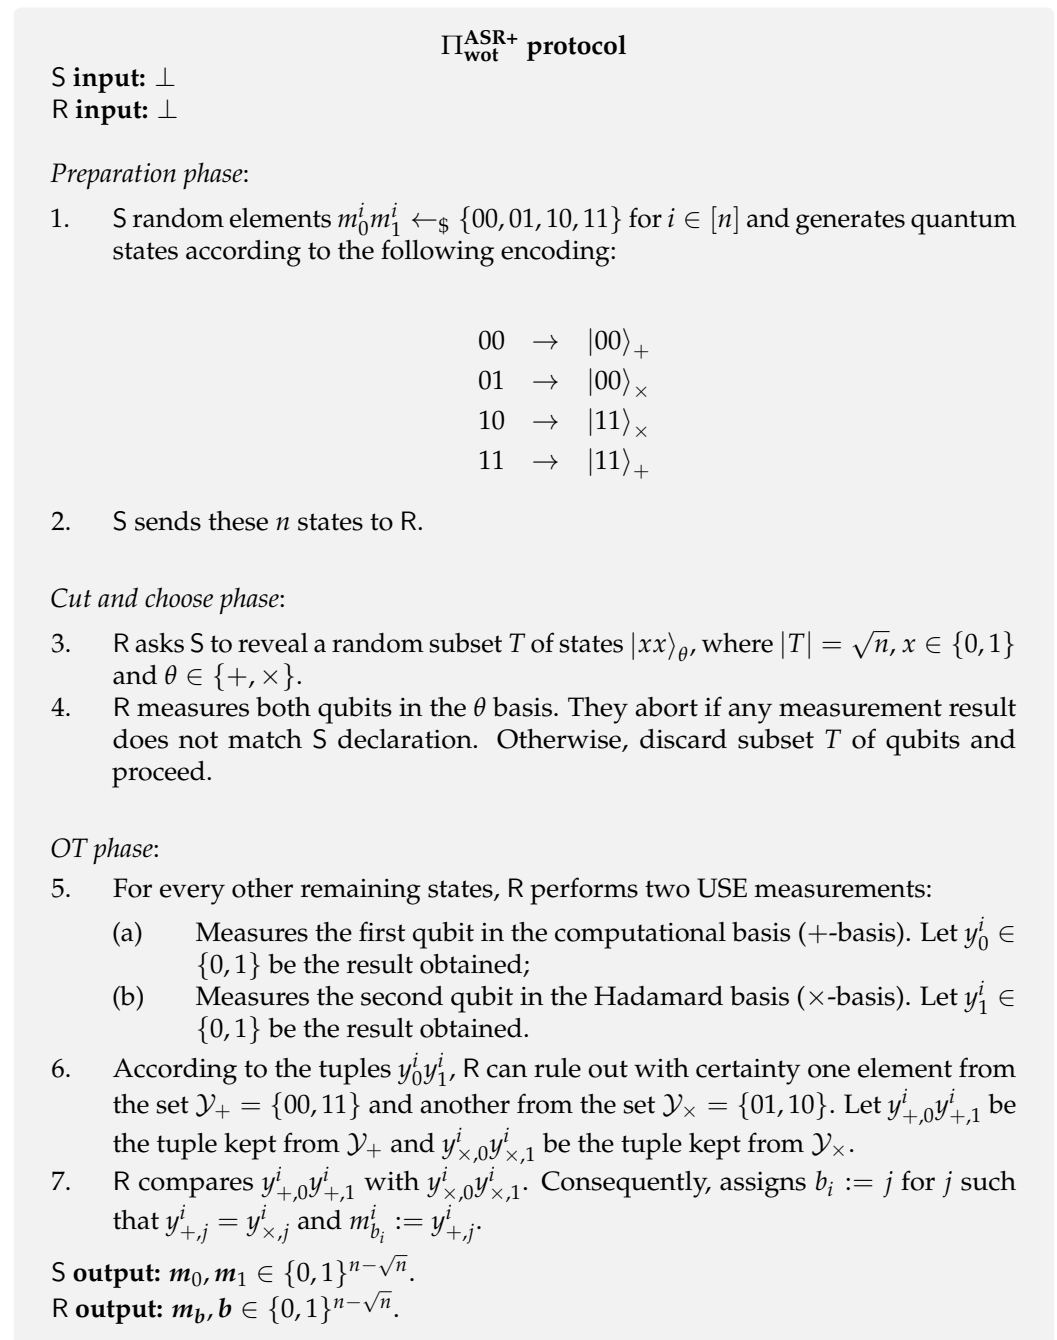 Π^{ASR+}_{wot} protocol
S input: ⊥
R input: ⊥
Preparation phase:
1. S random elements m^i_0 m^i_1 ←_$ {00, 01, 10, 11} for i ∈ [n] and generates quantum
states according to the following encoding:
00 → |00⟩_+
01 → |00⟩_×
10 → |11⟩_×
11 → |11⟩_+
2. S sends these n states to R.
Cut and choose phase:
3. R asks S to reveal a random subset T of states |xx⟩_θ, where |T| = √n, x ∈ {0, 1}
and θ ∈ {+, ×}.
4. R measures both qubits in the θ basis. They abort if any measurement result
does not match S declaration. Otherwise, discard subset T of qubits and
proceed.
OT phase:
5. For every other remaining states, R performs two USE measurements:
(a) Measures the first qubit in the computational basis (+-basis). Let y^i_0 ∈
{0, 1} be the result obtained;
(b) Measures the second qubit in the Hadamard basis (×-basis). Let y^i_1 ∈
{0, 1} be the result obtained.
6. According to the tuples y^i_0 y^i_1, R can rule out with certainty one element from
the set 𝒴_+ = {00, 11} and another from the set 𝒴_× = {01, 10}. Let y^i_{+,0} y^i_{+,1} be
the tuple kept from 𝒴_+ and y^i_{×,0} y^i_{×,1} be the tuple kept from 𝒴_×.
7. R compares y^i_{+,0} y^i_{+,1} with y^i_{×,0} y^i_{×,1}. Consequently, assigns b_i := j for j such
that y^i_{+,j} = y^i_{×,j} and m^i_{b_i} := y^i_{+,j}.
S output: m_0, m_1 ∈ {0, 1}^{n−√n}.
R output: m_b, b ∈ {0, 1}^{n−√n}.